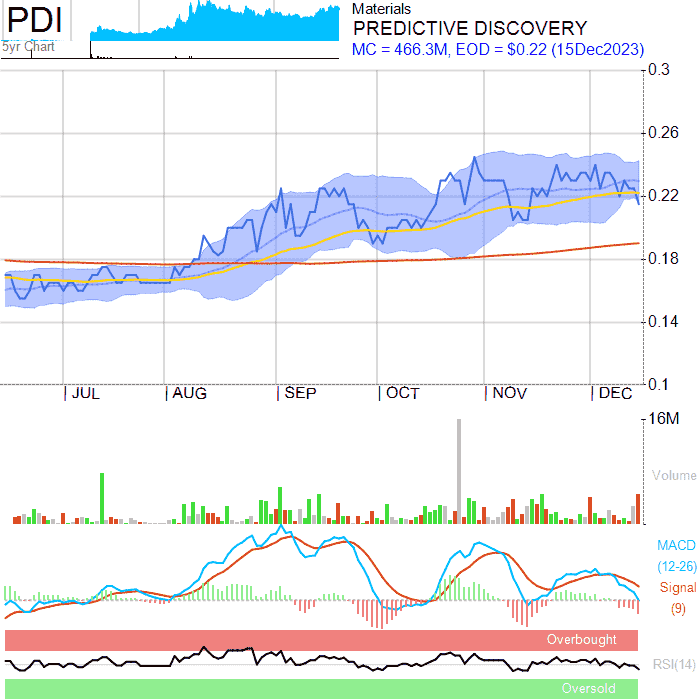 PDI
5yr Chart
Materials
PREDICTIVE DISCOVERY
MC = 466.3M, EOD = $0.22 (15Dec2023)
0.3
0.26
0.22
0.18
0.14
0.1
JUL AUG SEP OCT NOV DEC
16M
Volume
MACD
(12-26)
Signal
(9)
Overbought
RSI(14)
Oversold